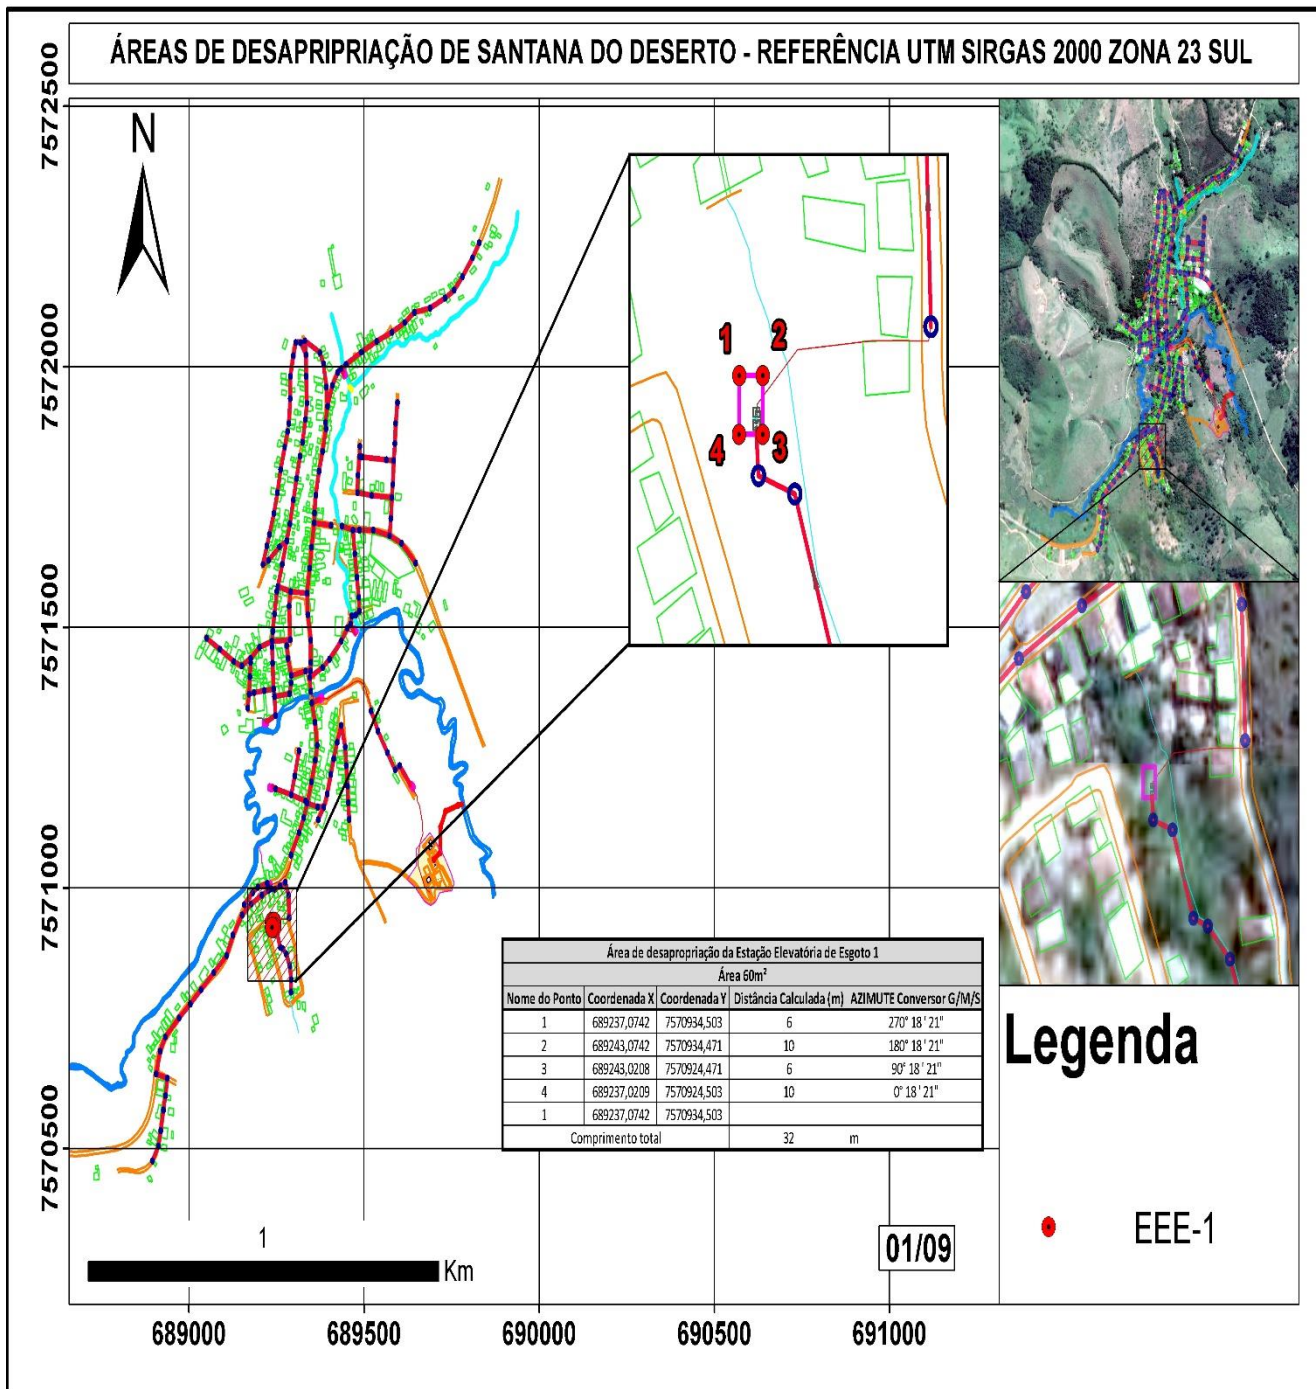 ÁREAS DE DESAPRIPRIAÇÃO DE SANTANA DO DESERTO - REFERÊNCIA UTM SIRGAS 2000 ZONA 23 SUL
7572500
N
1 2
7572000
4 3
7571500
7571000
Área de desapropriação da Estação Elevatória de Esgoto 1
Área 60m²
Nome do Ponto Coordenada X Coordenada Y Distância Calculada (m) AZIMUTE Conversor G/M/S
1 689237,0742 7570934,503 6 270° 18 ' 21"
2 689243,0742 7570934,471 10 180° 18 ' 21"
3 689243,0208 7570924,471 6 90° 18 ' 21"
4 689237,0209 7570924,503 10 0° 18 ' 21"
1 689237,0742 7570934,503
Comprimento total 32 m
7570500
Legenda
EEE-1
1
Km
01/09
689000 689500 690000 690500 691000